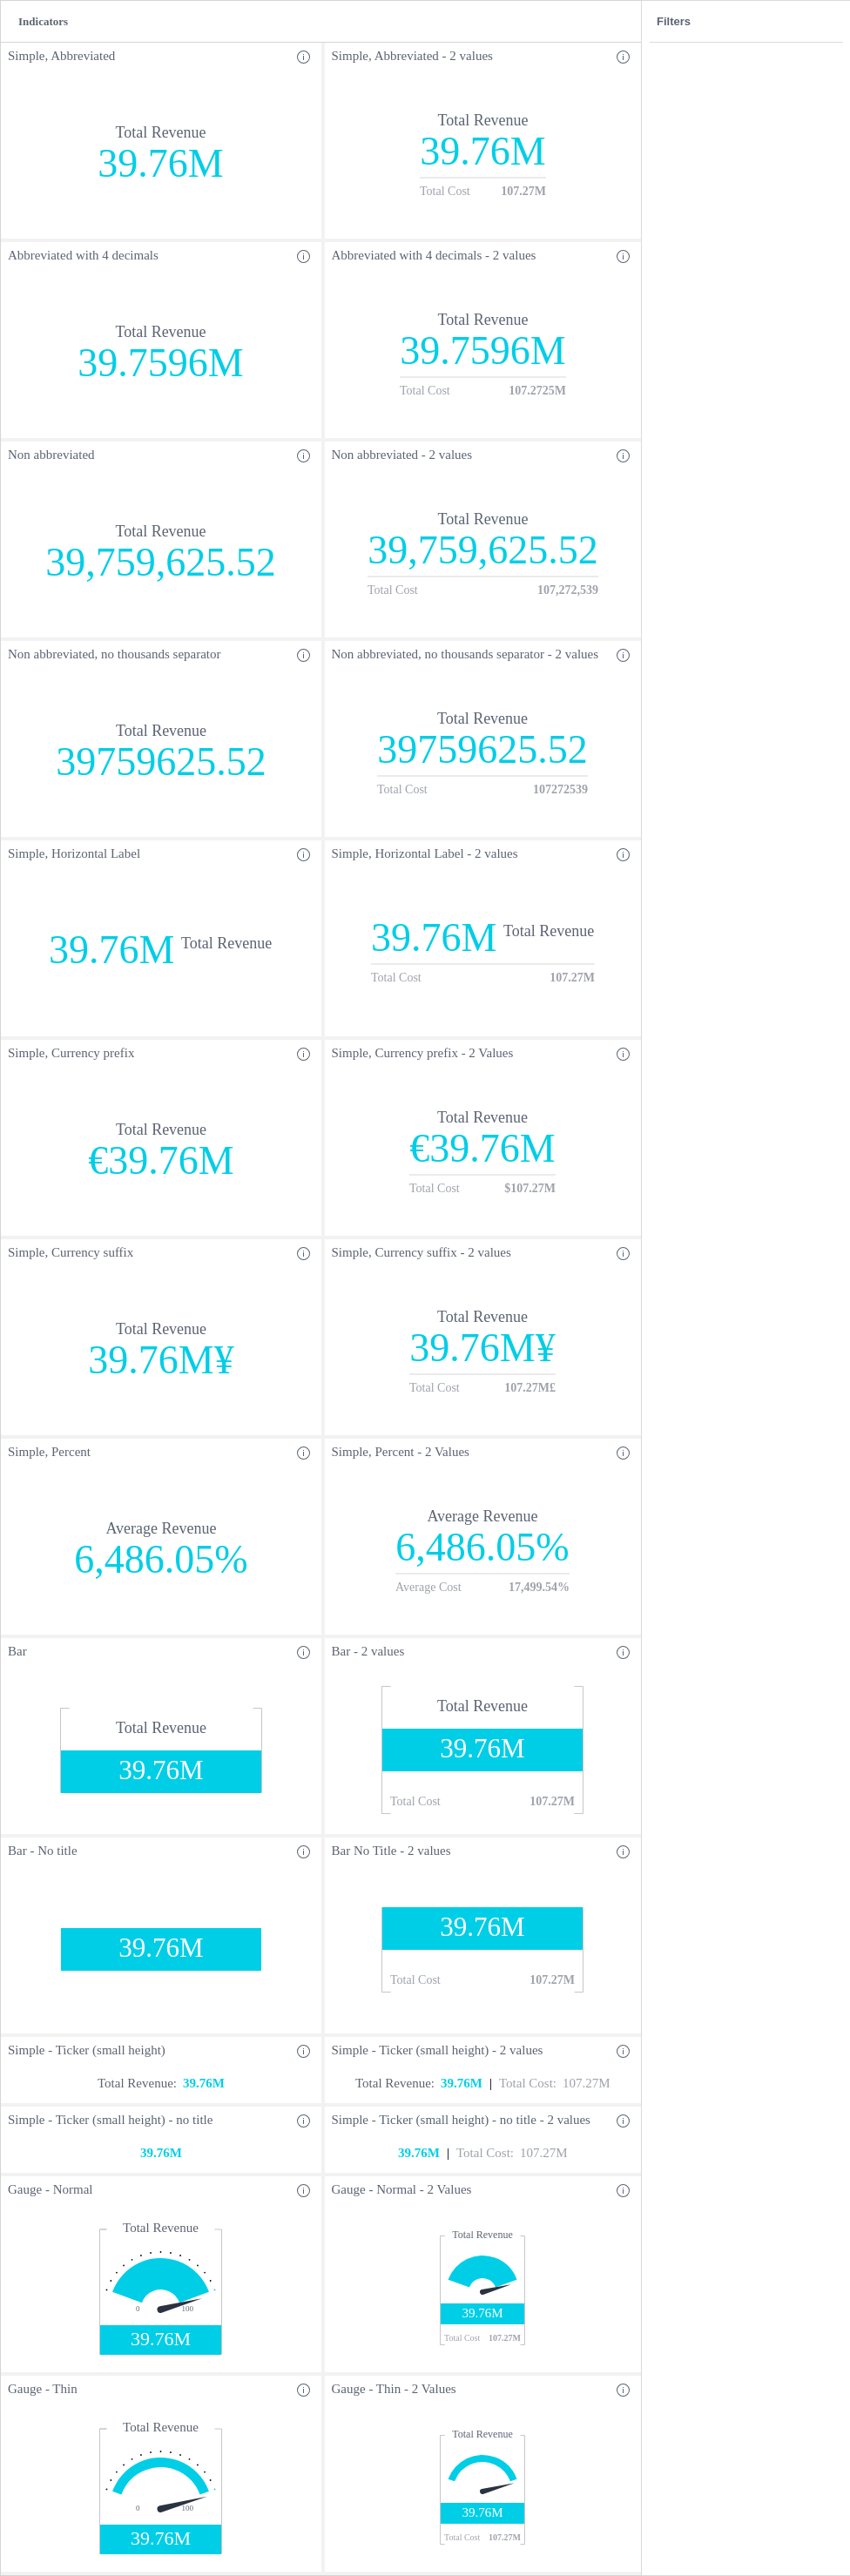 Indicators
Filters
Simple, Abbreviated
Total Revenue
39.76M
Simple, Abbreviated - 2 values
Total Revenue
39.76M
Total Cost 107.27M
Abbreviated with 4 decimals
Total Revenue
39.7596M
Abbreviated with 4 decimals - 2 values
Total Revenue
39.7596M
Total Cost 107.2725M
Non abbreviated
Total Revenue
39,759,625.52
Non abbreviated - 2 values
Total Revenue
39,759,625.52
Total Cost 107,272,539
Non abbreviated, no thousands separator
Total Revenue
39759625.52
Non abbreviated, no thousands separator - 2 values
Total Revenue
39759625.52
Total Cost 107272539
Simple, Horizontal Label
39.76M Total Revenue
Simple, Horizontal Label - 2 values
39.76M Total Revenue
Total Cost 107.27M
Simple, Currency prefix
Total Revenue
€39.76M
Simple, Currency prefix - 2 Values
Total Revenue
€39.76M
Total Cost $107.27M
Simple, Currency suffix
Total Revenue
39.76M¥
Simple, Currency suffix - 2 values
Total Revenue
39.76M¥
Total Cost 107.27M£
Simple, Percent
Average Revenue
6,486.05%
Simple, Percent - 2 Values
Average Revenue
6,486.05%
Average Cost 17,499.54%
Bar
Total Revenue
39.76M
Bar - 2 values
Total Revenue
39.76M
Total Cost 107.27M
Bar - No title
39.76M
Bar No Title - 2 values
39.76M
Total Cost 107.27M
Simple - Ticker (small height)
Total Revenue: 39.76M
Simple - Ticker (small height) - 2 values
Total Revenue: 39.76M | Total Cost: 107.27M
Simple - Ticker (small height) - no title
39.76M
Simple - Ticker (small height) - no title - 2 values
39.76M | Total Cost: 107.27M
Gauge - Normal
Total Revenue
0 100
39.76M
Gauge - Normal - 2 Values
Total Revenue
39.76M
Total Cost 107.27M
Gauge - Thin
Total Revenue
0 100
39.76M
Gauge - Thin - 2 Values
Total Revenue
39.76M
Total Cost 107.27M